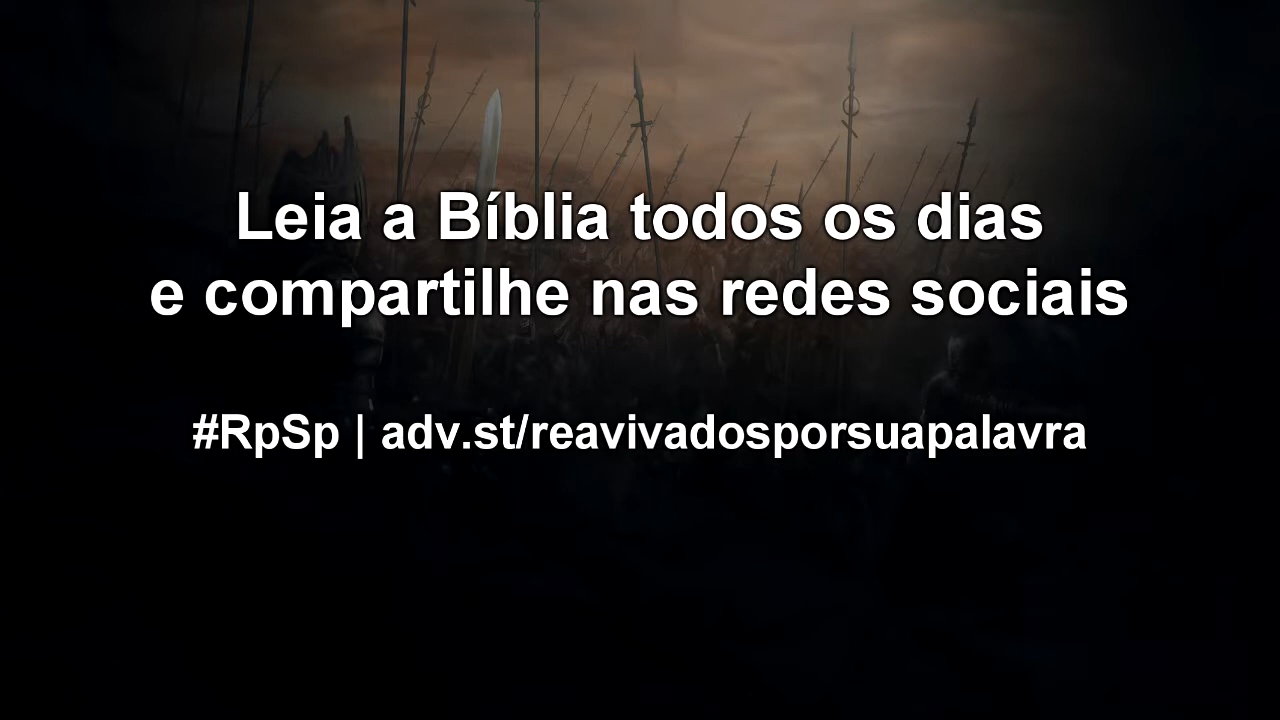 Leia a Bíblia todos os dias
e compartilhe nas redes sociais
#RpSp | adv.st/reavivadosporsuapalavra